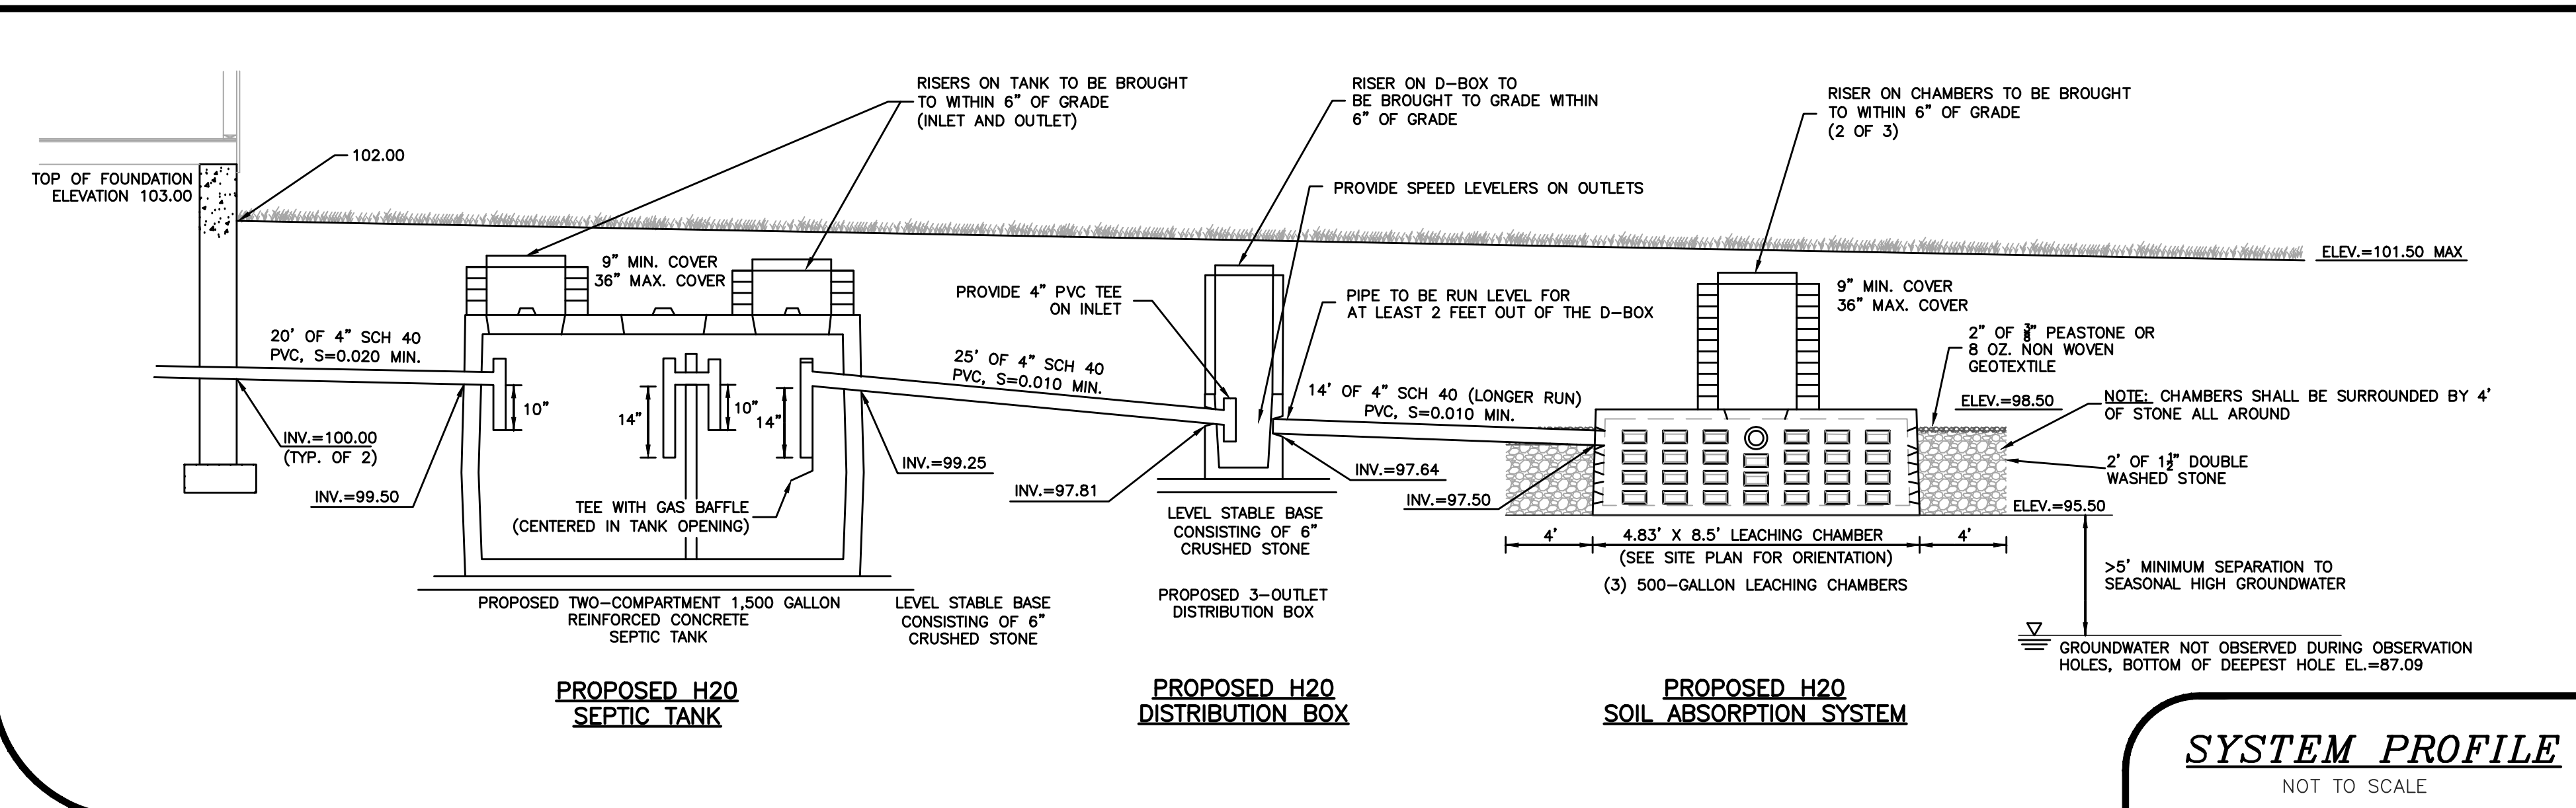 TOP OF FOUNDATION
ELEVATION 103.00
102.00
RISERS ON TANK TO BE BROUGHT
TO WITHIN 6" OF GRADE
(INLET AND OUTLET)
RISER ON D-BOX TO
BE BROUGHT TO GRADE WITHIN
6" OF GRADE
RISER ON CHAMBERS TO BE BROUGHT
TO WITHIN 6" OF GRADE
(2 OF 3)
PROVIDE SPEED LEVELERS ON OUTLETS
ELEV.=101.50 MAX
20' OF 4" SCH 40
PVC, S=0.020 MIN.
INV.=100.00
(TYP. OF 2)
INV.=99.50
9" MIN. COVER
36" MAX. COVER
10"
14"
10"
14"
TEE WITH GAS BAFFLE
(CENTERED IN TANK OPENING)
INV.=99.25
PROPOSED TWO-COMPARTMENT 1,500 GALLON
REINFORCED CONCRETE
SEPTIC TANK
LEVEL STABLE BASE
CONSISTING OF 6"
CRUSHED STONE
PROPOSED H20
SEPTIC TANK
PROVIDE 4" PVC TEE
ON INLET
25' OF 4" SCH 40
PVC, S=0.010 MIN.
INV.=97.81
PIPE TO BE RUN LEVEL FOR
AT LEAST 2 FEET OUT OF THE D-BOX
14' OF 4" SCH 40 (LONGER RUN)
PVC, S=0.010 MIN.
INV.=97.64
INV.=97.50
LEVEL STABLE BASE
CONSISTING OF 6"
CRUSHED STONE
PROPOSED 3-OUTLET
DISTRIBUTION BOX
PROPOSED H20
DISTRIBUTION BOX
9" MIN. COVER
36" MAX. COVER
2" OF 3/8" PEASTONE OR
8 OZ. NON WOVEN
GEOTEXTILE
ELEV.=98.50
NOTE: CHAMBERS SHALL BE SURROUNDED BY 4'
OF STONE ALL AROUND
2' OF 1 1/2" DOUBLE
WASHED STONE
ELEV.=95.50
4'
4.83' X 8.5' LEACHING CHAMBER
4'
(SEE SITE PLAN FOR ORIENTATION)
(3) 500-GALLON LEACHING CHAMBERS
>5' MINIMUM SEPARATION TO
SEASONAL HIGH GROUNDWATER
GROUNDWATER NOT OBSERVED DURING OBSERVATION
HOLES, BOTTOM OF DEEPEST HOLE EL.=87.09
PROPOSED H20
SOIL ABSORPTION SYSTEM
SYSTEM PROFILE
NOT TO SCALE